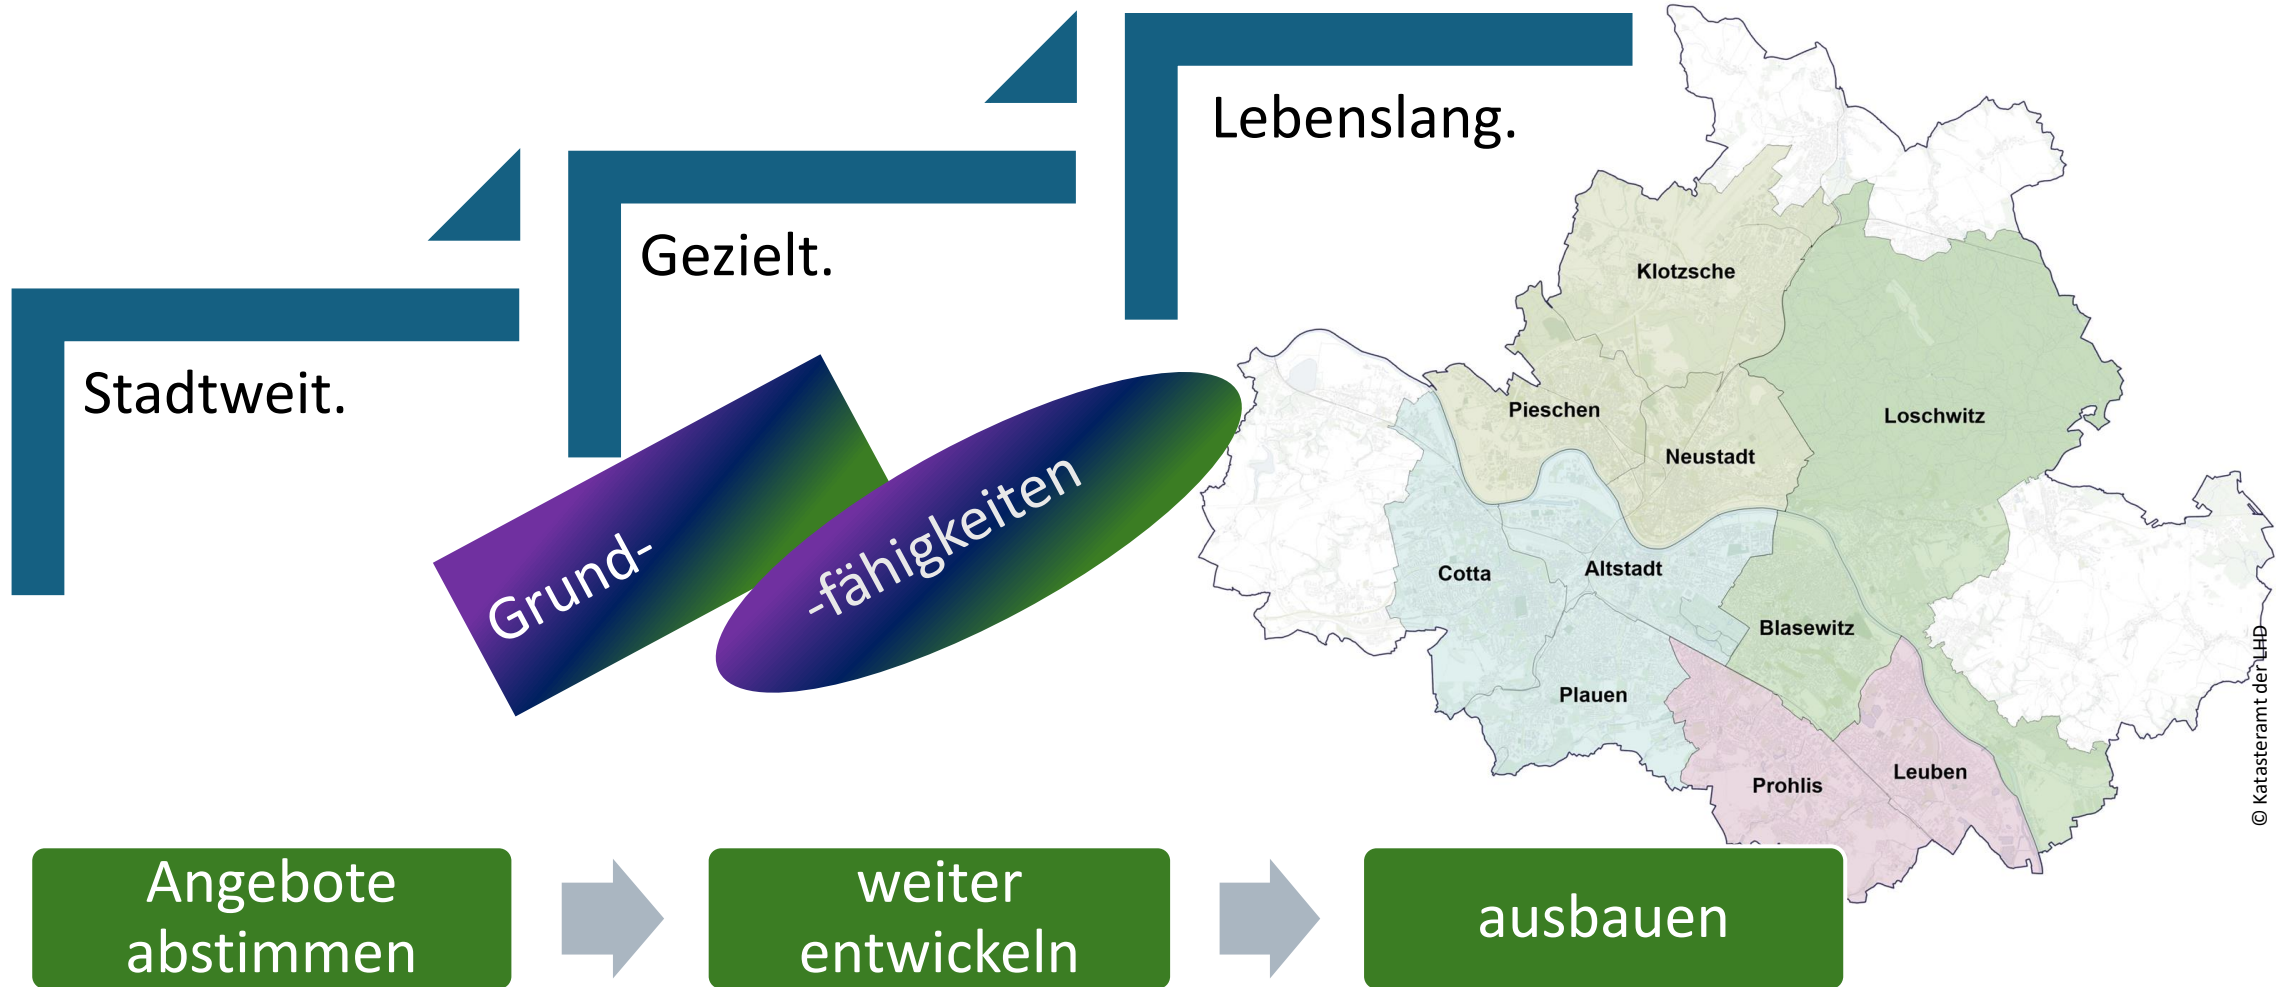 Stadtweit.
Gezielt.
Lebenslang.
Grund-
-fähigkeiten
Klotzsche
Pieschen
Neustadt
Loschwitz
Cotta
Altstadt
Blasewitz
Plauen
Prohlis
Leuben
© Katasteramt der LHD
Angebote
abstimmen
weiter
entwickeln
ausbauen